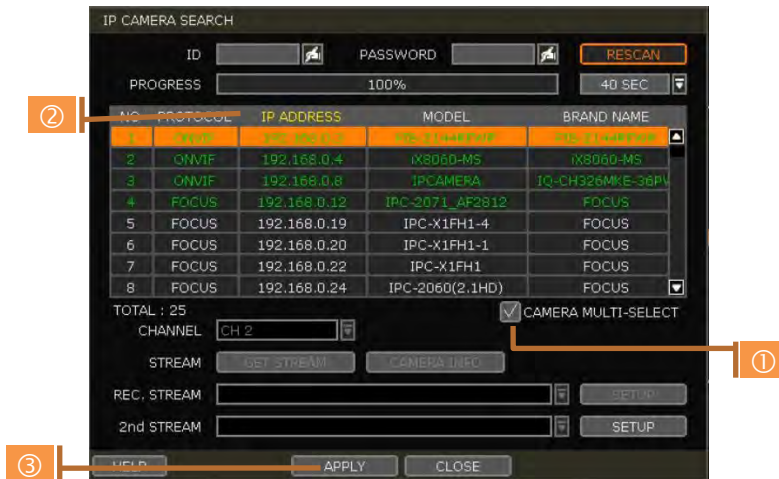 IP CAMERA SEARCH
ID PASSWORD RESCAN
PROGRESS 100% 40 SEC
②
NO PROTOCOL IP ADDRESS MODEL BRAND NAME
1 ONVIF
2 ONVIF 192.168.0.4 iX8060-MS iX8060-MS
3 ONVIF 192.168.0.8 IPCAMERA IQ-CH326MKE-36PV
4 FOCUS 192.168.0.12 IPC-2071_AF2812 FOCUS
5 FOCUS 192.168.0.19 IPC-X1FH1-4 FOCUS
6 FOCUS 192.168.0.20 IPC-X1FH1-1 FOCUS
7 FOCUS 192.168.0.22 IPC-X1FH1 FOCUS
8 FOCUS 192.168.0.24 IPC-2060(2.1HD) FOCUS
TOTAL : 25 CAMERA MULTI-SELECT
CHANNEL CH 2
①
STREAM GET STREAM CAMERA INFO
REC. STREAM SETUP
2nd STREAM SETUP
③
HELP APPLY CLOSE